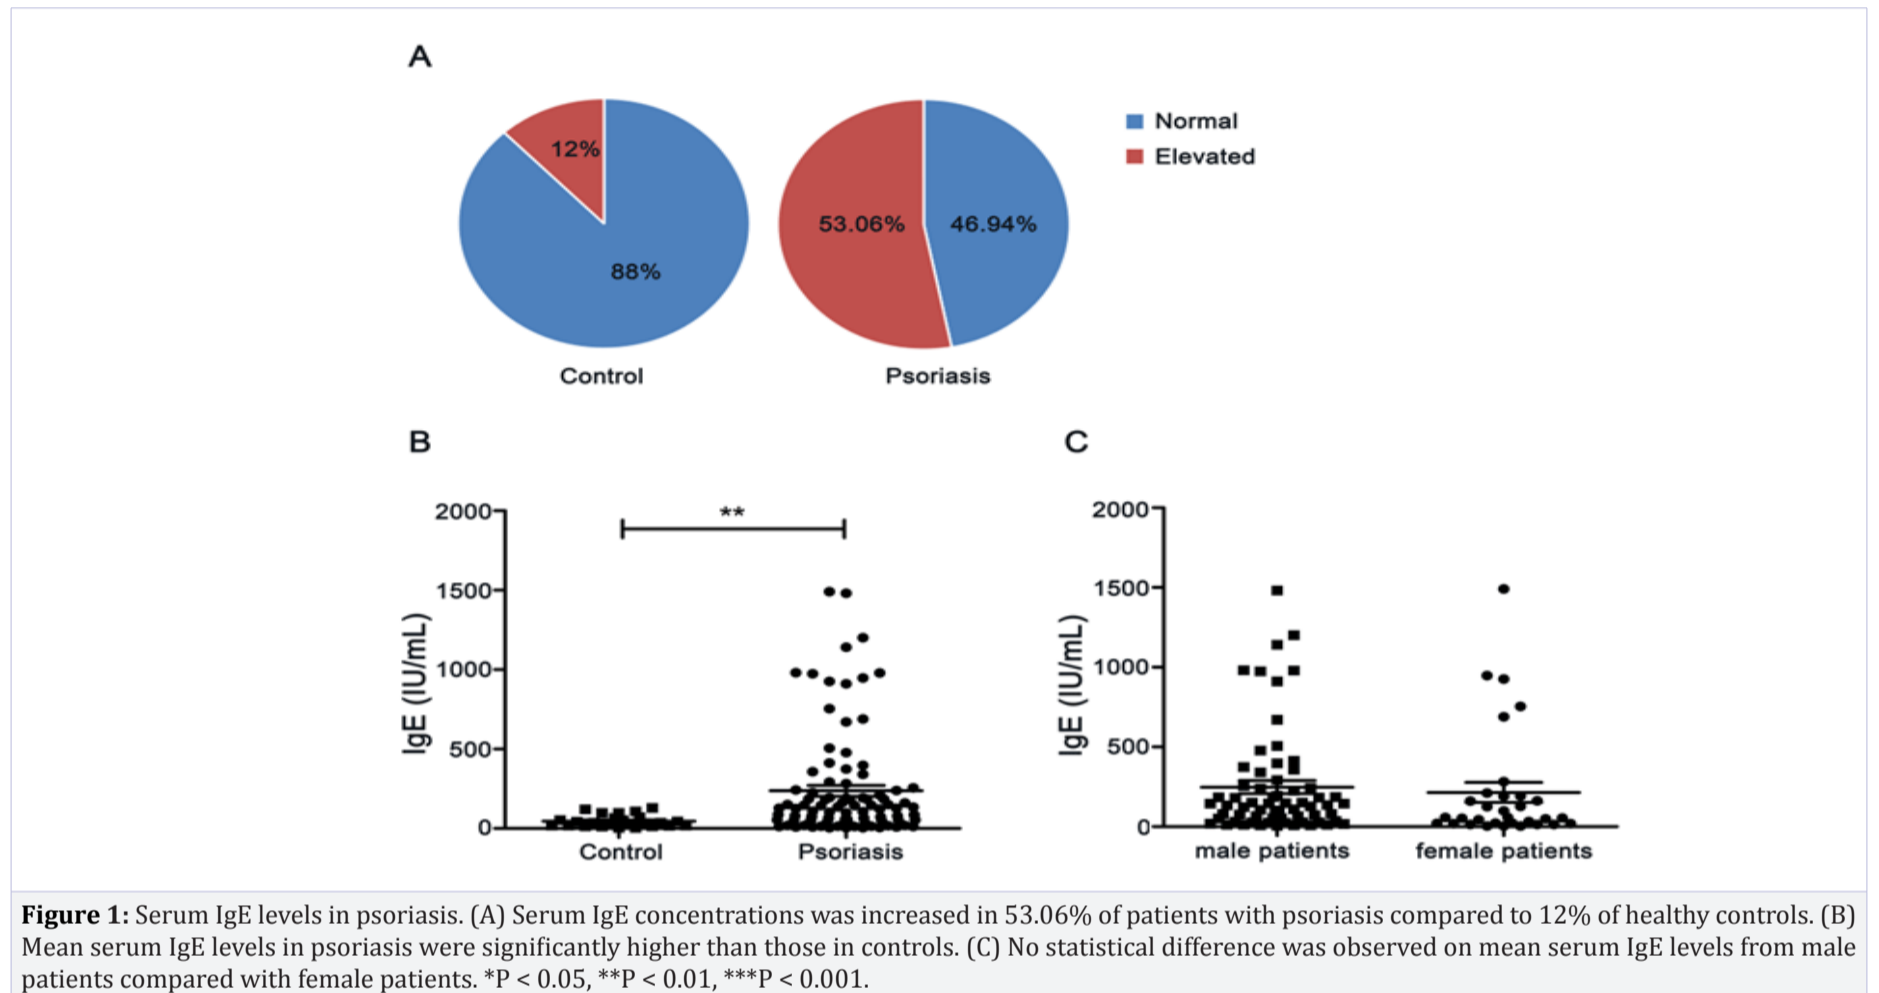 A
12%
88%
53.06%
46.94%
Normal
Elevated
Control
Psoriasis
B
2000
1500
1000
500
0
IgE (IU/mL)
**
Control
Psoriasis
C
2000
1500
1000
500
0
IgE (IU/mL)
male patients
female patients
Figure 1: Serum IgE levels in psoriasis. (A) Serum IgE concentrations was increased in 53.06% of patients with psoriasis compared to 12% of healthy controls. (B)
Mean serum IgE levels in psoriasis were significantly higher than those in controls. (C) No statistical difference was observed on mean serum IgE levels from male
patients compared with female patients. *P < 0.05, **P < 0.01, ***P < 0.001.